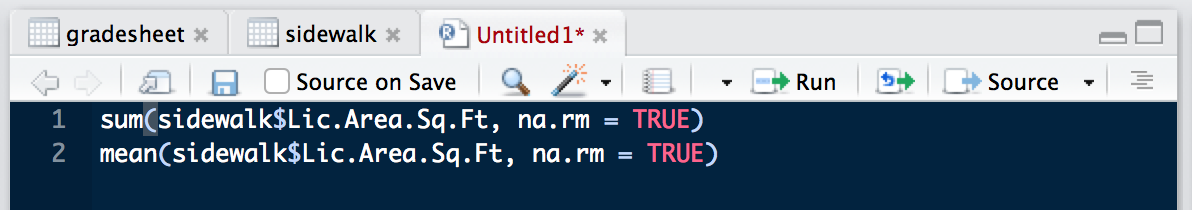 gradesheet sidewalk Untitled1*
Source on Save Run Source
1 sum(sidewalk$Lic.Area.Sq.Ft, na.rm = TRUE)
2 mean(sidewalk$Lic.Area.Sq.Ft, na.rm = TRUE)